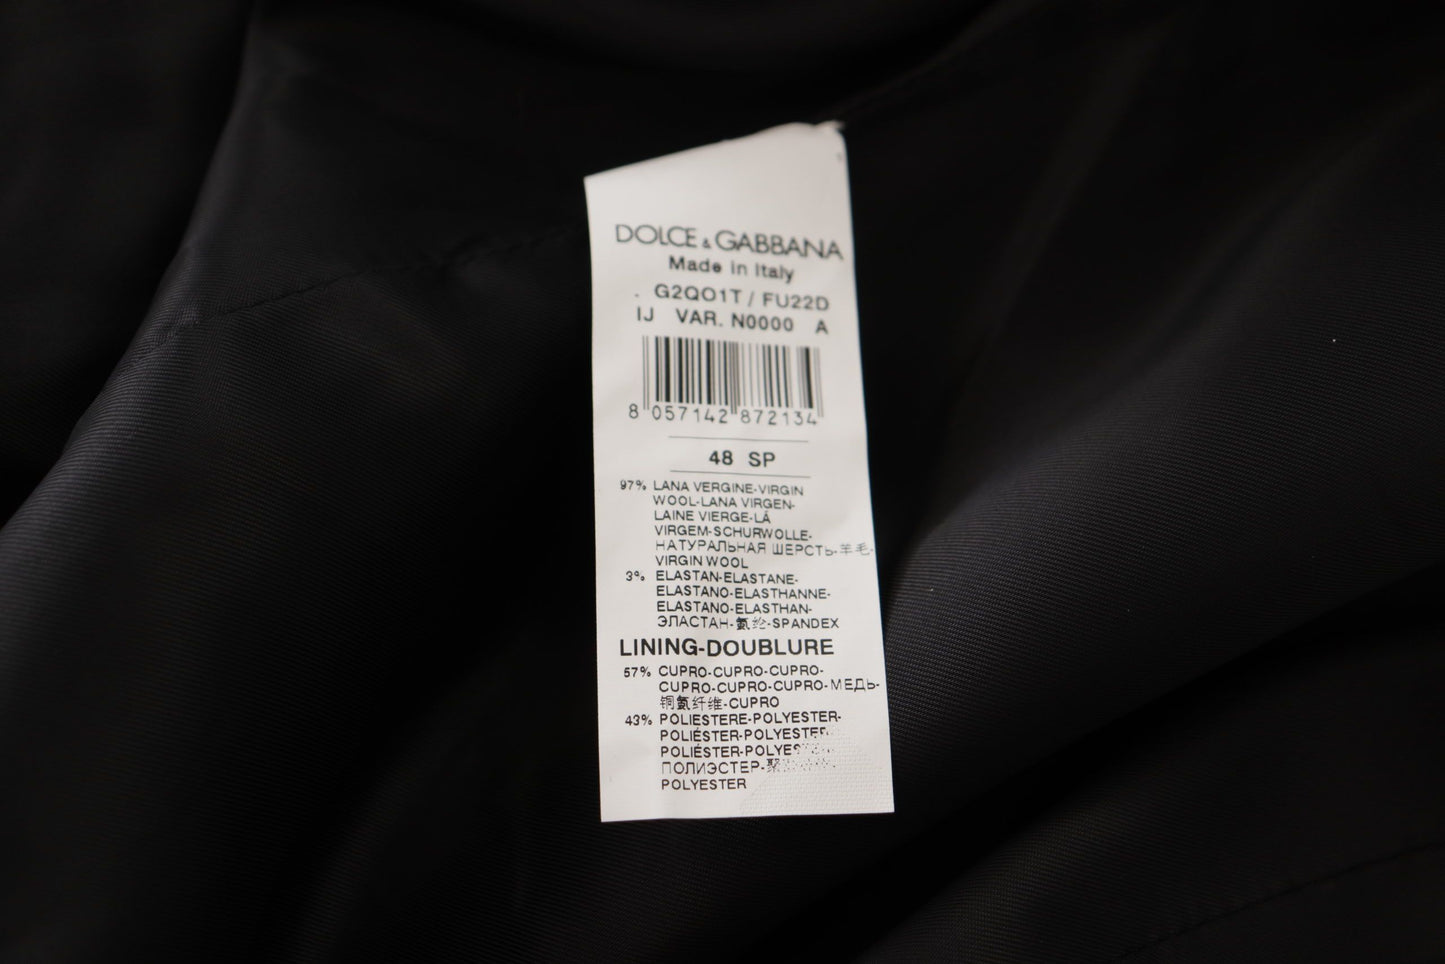 DOLCE & GABBANA
Made in Italy
. G2QO1T / FU22D
IJ VAR. N0000 A
8 057142 872134
48 SP
97% LANA VERGINE-VIRGIN
WOOL-LANA VIRGEN-
LAINE VIERGE-LÃ
VIRGEM-SCHURWOLLE-
НАТУРАЛЬНАЯ ШЕРСТЬ-羊毛-
VIRGIN WOOL
3% ELASTAN-ELASTANE-
ELASTANO-ELASTHANNE-
ELASTANO-ELASTHAN-
ЭЛАСТАН-氨纶-SPANDEX
LINING-DOUBLURE
57% CUPRO-CUPRO-CUPRO-
CUPRO-CUPRO-CUPRO-МЕДЬ-
铜氨纤维-CUPRO
43% POLIESTERE-POLYESTER-
POLIÉSTER-POLYESTER-
POLIÉSTER-
ПОЛИЭСТЕР-
POLYESTER